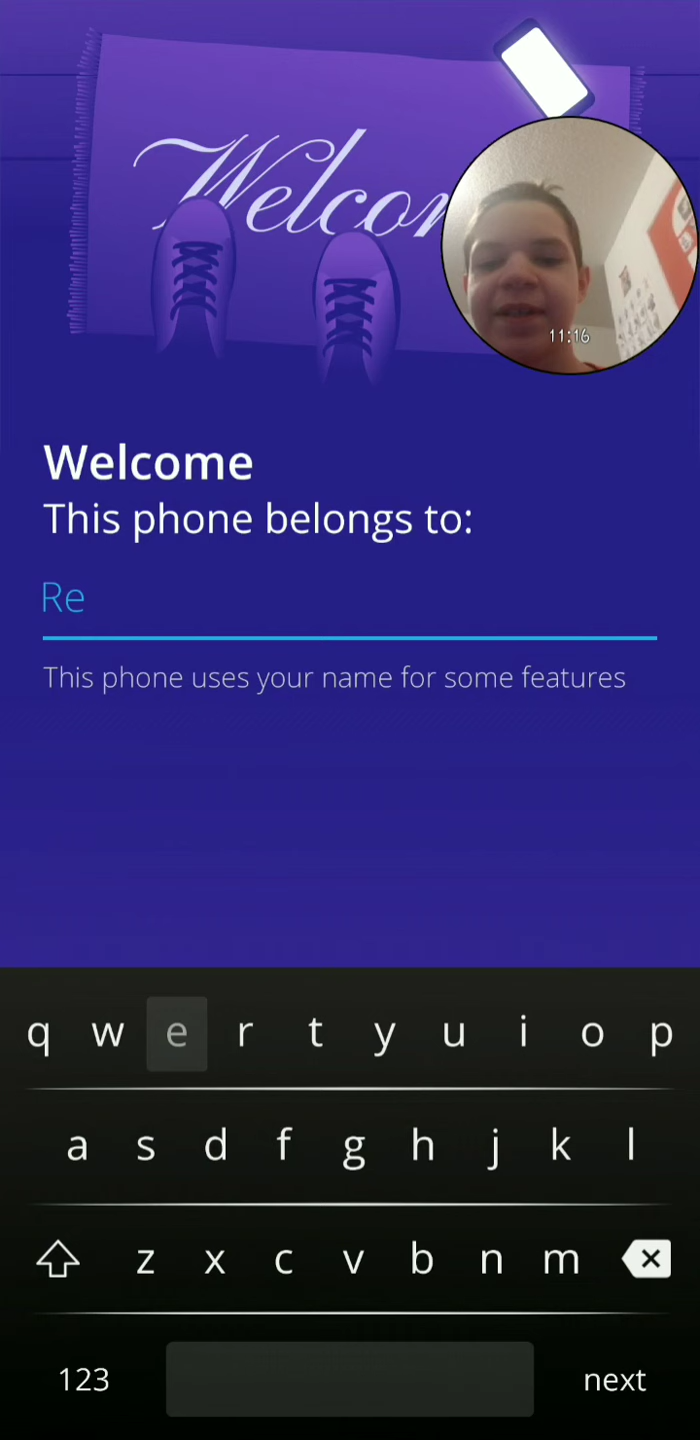 Welcom
11:16
Welcome
This phone belongs to:
Re
This phone uses your name for some features
q w e r t y u i o p
a s d f g h j k l
z x c v b n m
123 next